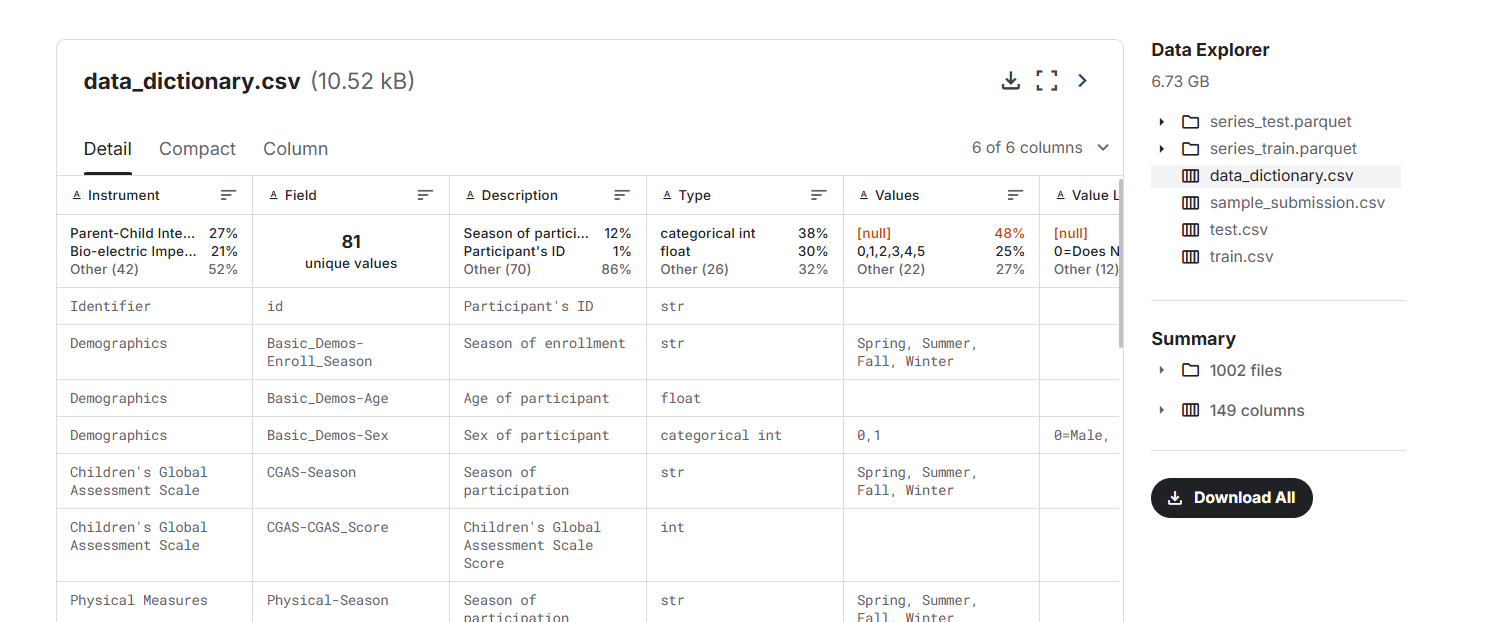 data_dictionary.csv (10.52 kB)
Detail Compact Column
6 of 6 columns
A Instrument
A Field
A Description
A Type
A Values
A Value L
Parent-Child Inte... 27%
Bio-electric Impe... 21%
Other (42) 52%
81
unique values
Season of partici... 12%
Participant's ID 1%
Other (70) 86%
categorical int 38%
float 30%
Other (26) 32%
[null] 48%
0,1,2,3,4,5 25%
Other (22) 27%
[null]
0=Does N
Other (12)
Identifier
id
Participant's ID
str
Demographics
Basic_Demos-
Enroll_Season
Season of enrollment
str
Spring, Summer,
Fall, Winter
Demographics
Basic_Demos-Age
Age of participant
float
Demographics
Basic_Demos-Sex
Sex of participant
categorical int
0,1
0=Male,
Children's Global
Assessment Scale
CGAS-Season
Season of
participation
str
Spring, Summer,
Fall, Winter
Children's Global
Assessment Scale
CGAS-CGAS_Score
Children's Global
Assessment Scale
Score
int
Physical Measures
Physical-Season
Season of
participation
str
Spring, Summer,
Fall, Winter
Data Explorer
6.73 GB
series_test.parquet
series_train.parquet
data_dictionary.csv
sample_submission.csv
test.csv
train.csv
Summary
1002 files
149 columns
Download All